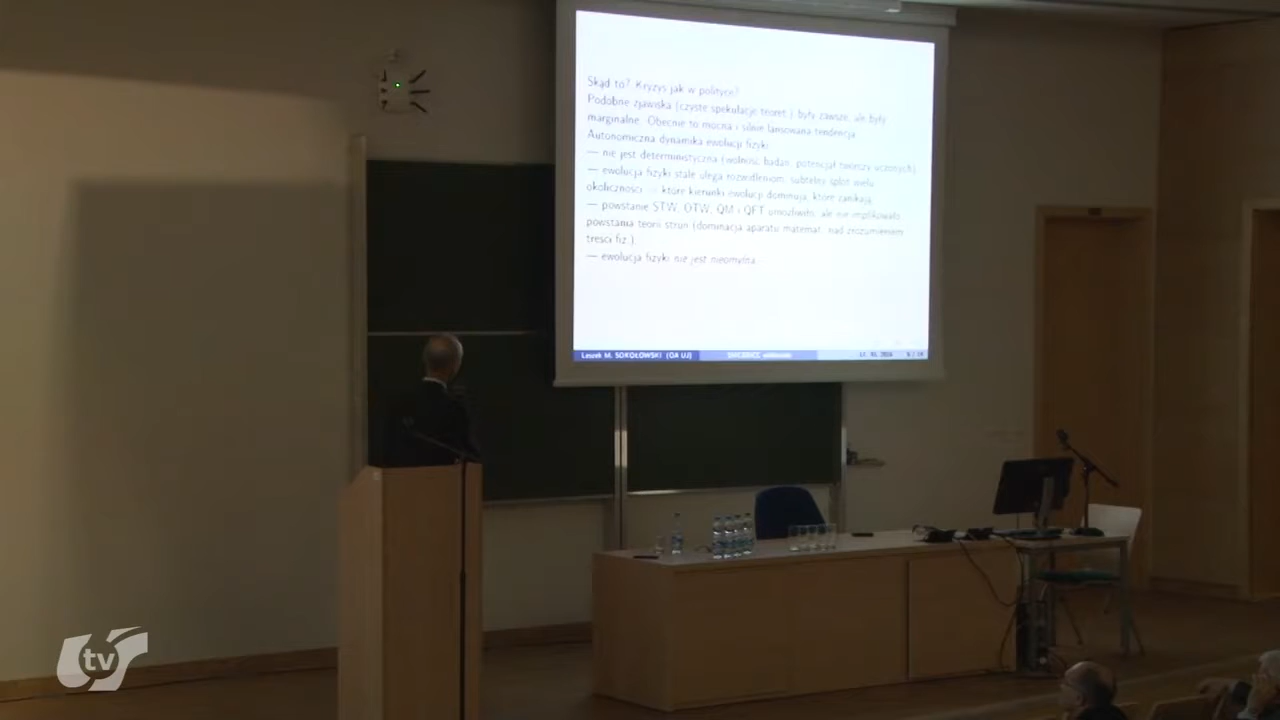 Skąd to? Kryzys jak w polityce?
Podobne zjawiska (czyste spekulacje teoret.) były zawsze, ale były
marginalne. Obecnie to mocna i silnie lansowana tendencja.
Autonomiczna dynamika ewolucji fizyki:
— nie jest deterministyczna (wolność badań, potencjał twórczy uczonych)
— ewolucja fizyki stale ulega rozwidleniom, subtelny splot wielu
okoliczności → które kierunki ewolucji dominują, które zanikają
— powstanie STW, OTW, QM i QFT umożliwiło, ale nie implikowało
powstania teorii strun (dominacja aparatu matemat. nad zrozumieniem
treści fiz.).
— ewolucja fizyki nie jest nieomylna.
Leszek M. SOKOŁOWSKI (OA UJ)
tv